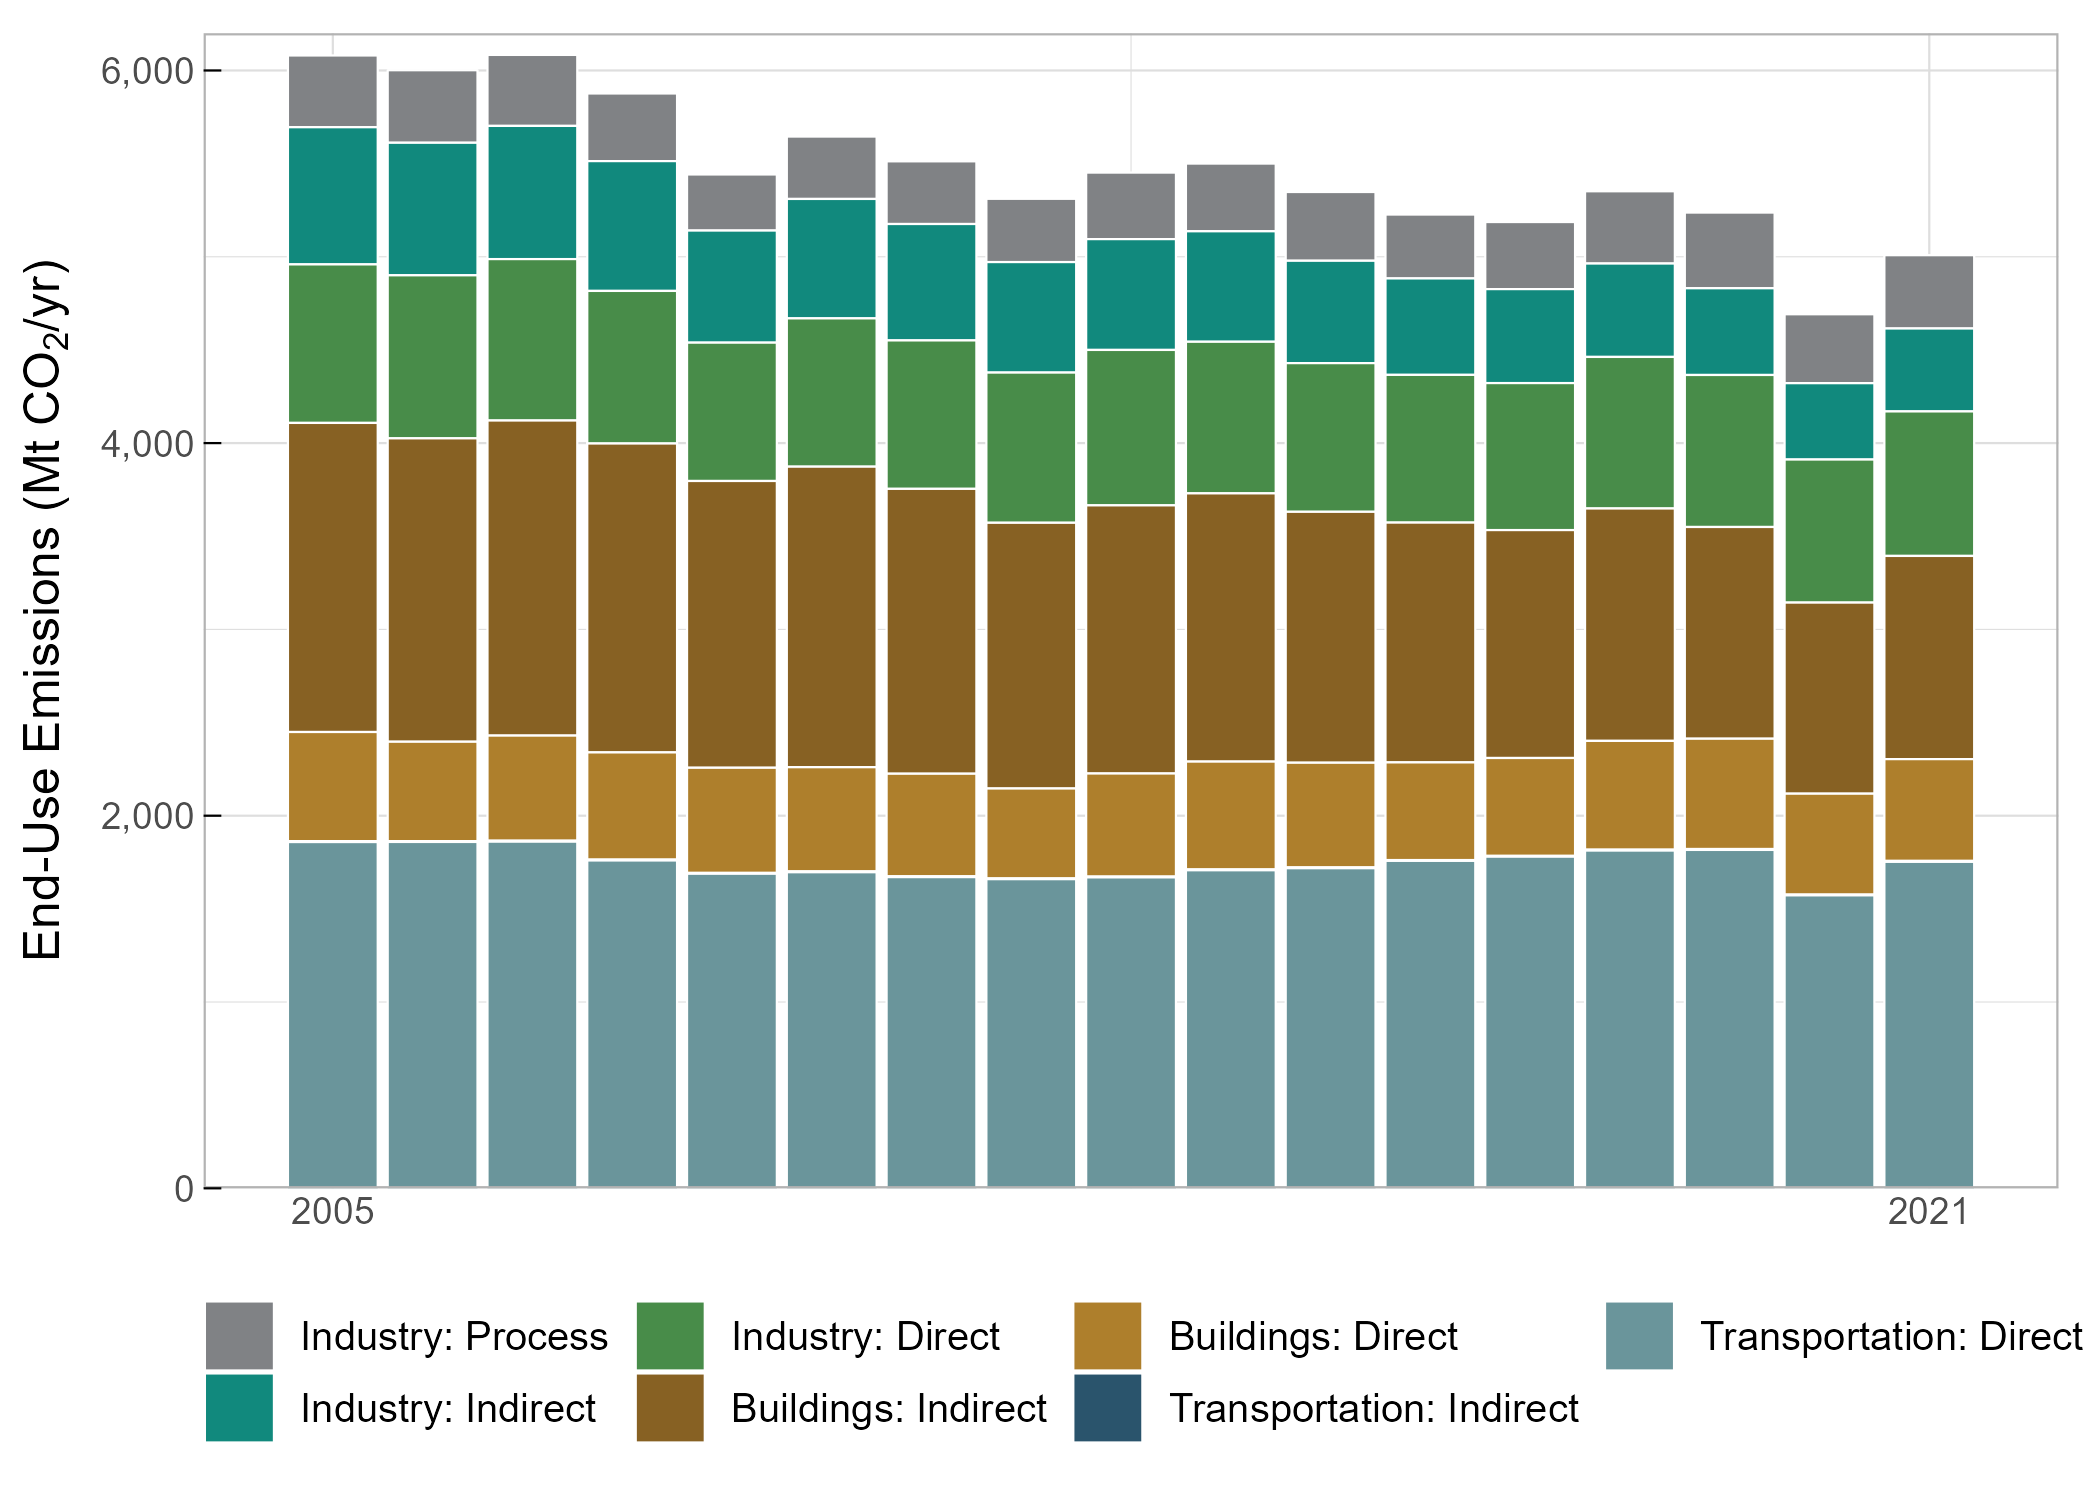 End-Use Emissions (Mt CO₂/yr)
6,000
4,000
2,000
0
2005 2021
Industry: Process Industry: Direct Buildings: Direct Transportation: Direct
Industry: Indirect Buildings: Indirect Transportation: Indirect